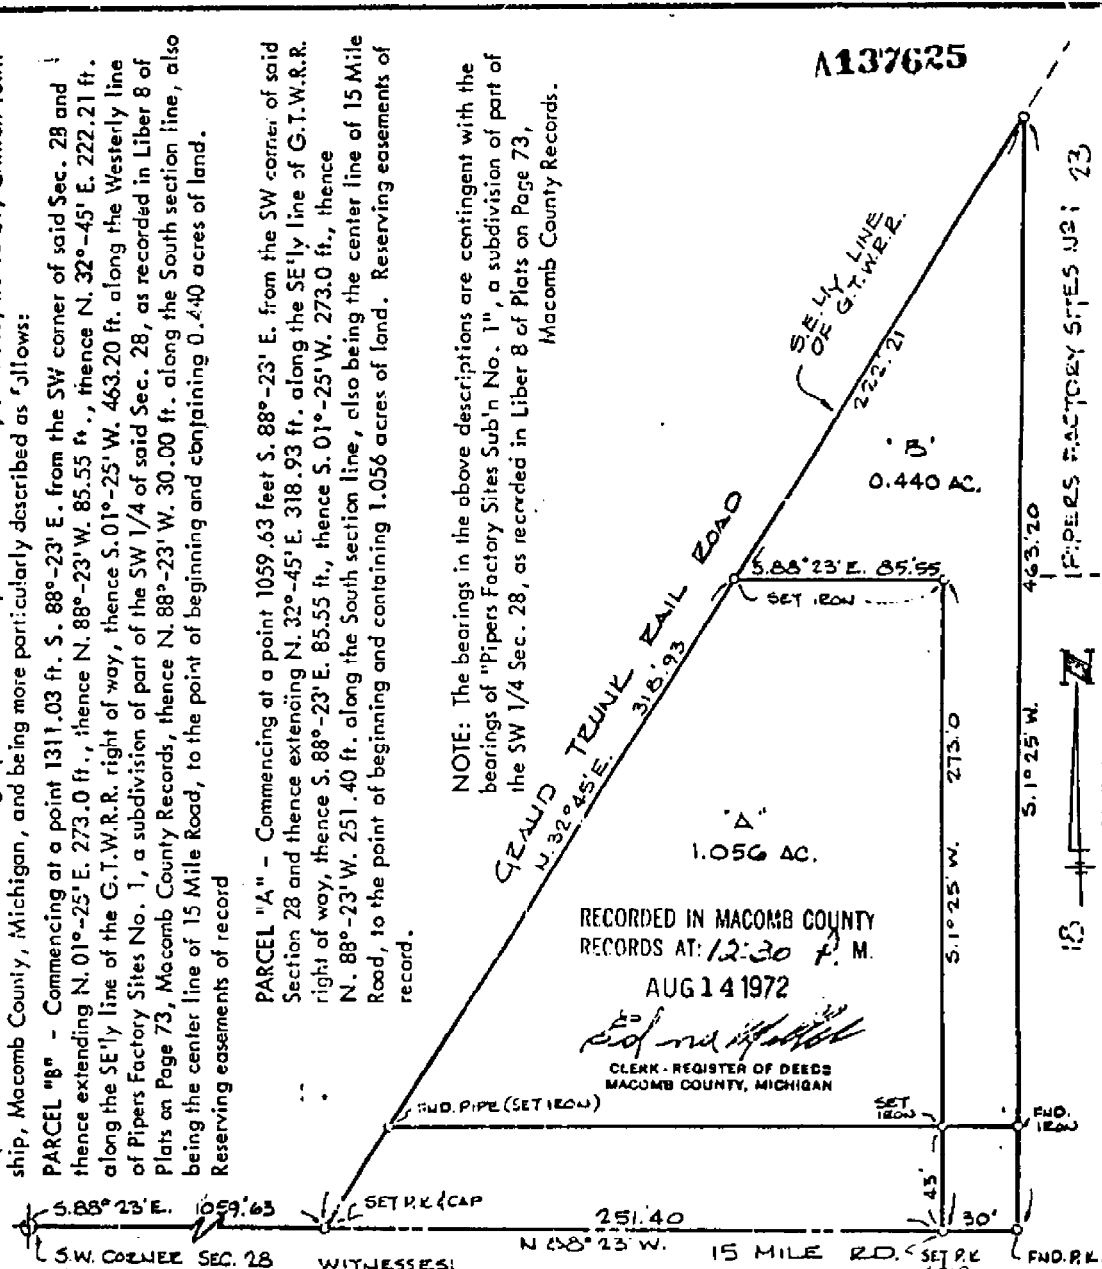 A137625
ship, Macomb County, Michigan, and being more particularly described as follows:
PARCEL "B" - Commencing at a point 1311.03 ft. S. 88°-23' E. from the SW corner of said Sec. 28 and
thence extending N. 01°-25' E. 273.0 ft., thence N. 88°-23' W. 85.55 ft., thence N. 32°-45' E. 222.21 ft.
along the SE'ly line of the G.T.W.R.R. right of way, thence S.01°-25' W. 463.20 ft. along the Westerly line
of Pipers Factory Sites No. 1, a subdivision of part of the SW 1/4 of said Sec. 28, as recorded in Liber 8 of
Plats on Page 73, Macomb County Records, thence N. 88°-23' W. 30.00 ft. along the South section line, also
being the center line of 15 Mile Road, to the point of beginning and containing 0.440 acres of land.
Reserving easements of record
PARCEL "A" - Commencing at a point 1059.63 feet S. 88°-23' E. from the SW corner of said
Section 28 and thence extending N. 32°-45' E. 318.93 ft. along the SE'ly line of G.T.W.R.R.
right of way, thence S. 88°-23' E. 85.55 ft., thence S. 01°-25' W. 273.0 ft., thence
N. 88°-23' W. 251.40 ft. along the South section line, also being the center line of 15 Mile
Road, to the point of beginning and containing 1.056 acres of land. Reserving easements of
record.
NOTE: The bearings in the above descriptions are contingent with the
bearings of "Pipers Factory Sites Sub'n No. 1", a subdivision of part of
the SW 1/4 Sec. 28, as recorded in Liber 8 of Plats on Page 73,
Macomb County Records.
S.E.LIY LINE
OF G.T.W.R.R.
222.'21
'B'
0.440 AC.
GRAND TRUNK RAIL ROAD
N. 32°45'E. 318.'93
S.88°23'E. 85.'55
SET IRON
463.'20
S.1°25'W.
273.'0
S.1°25'W.
PIPERS FACTORY SITES 23
18
N
"A"
1.056 AC.
RECORDED IN MACOMB COUNTY
RECORDS AT: 12:30 P. M.
AUG 14 1972
CLERK - REGISTER OF DEEDS
MACOMB COUNTY, MICHIGAN
FND. PIPE (SET IRON)
SET
IRON
FND.
IRON
43'
S.88°23'E. 1059.'63
SET P.K & CAP
251.40
30'
N 88°23' W.
15 MILE RD.
SET P.K
FND. P.K.
S.W. CORNER SEC. 28
WITNESSES: